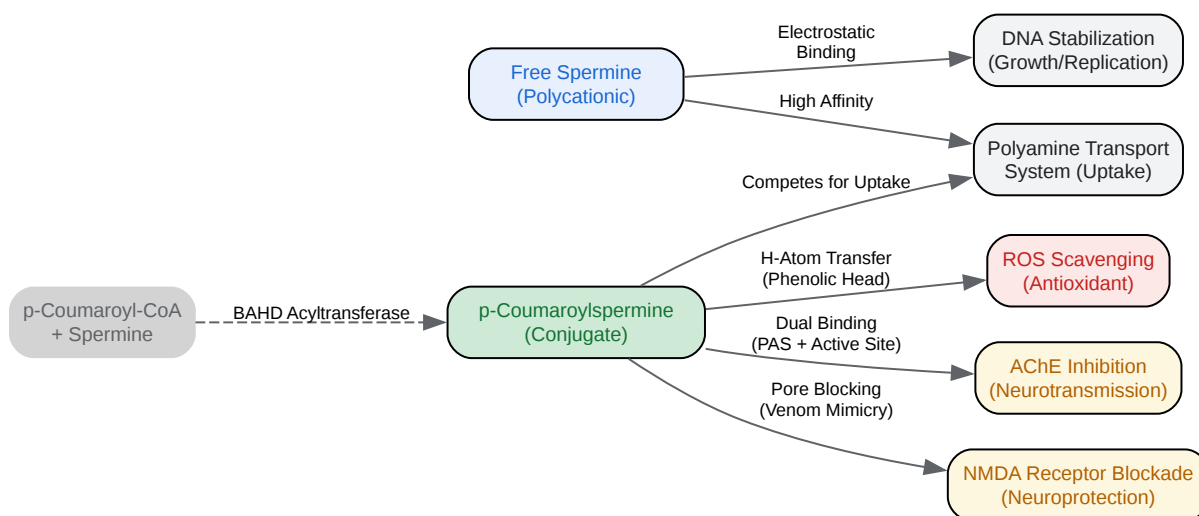 Electrostatic
Binding
DNA Stabilization
(Growth/Replication)
Free Spermine
(Polycationic)
High Affinity
Polyamine Transport
System (Uptake)
Competes for Uptake
H-Atom Transfer
(Phenolic Head)
ROS Scavenging
(Antioxidant)
p-Coumaroyl-CoA
+ Spermine
BAHD Acyltransferase
p-Coumaroylspermine
(Conjugate)
Dual Binding
(PAS + Active Site)
AChE Inhibition
(Neurotransmission)
Pore Blocking
(Venom Mimicry)
NMDA Receptor Blockade
(Neuroprotection)